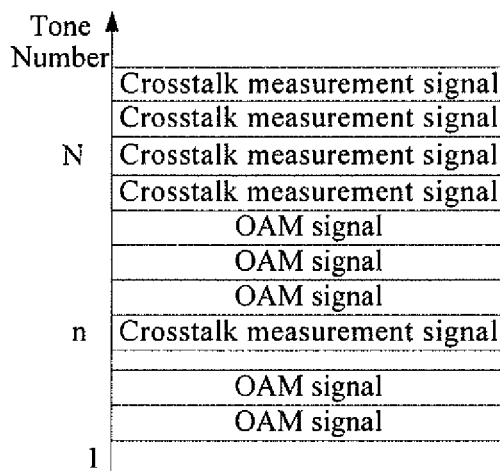 Tone
Number
Crosstalk measurement signal
Crosstalk measurement signal
N Crosstalk measurement signal
Crosstalk measurement signal
OAM signal
OAM signal
OAM signal
n Crosstalk measurement signal
OAM signal
OAM signal
1